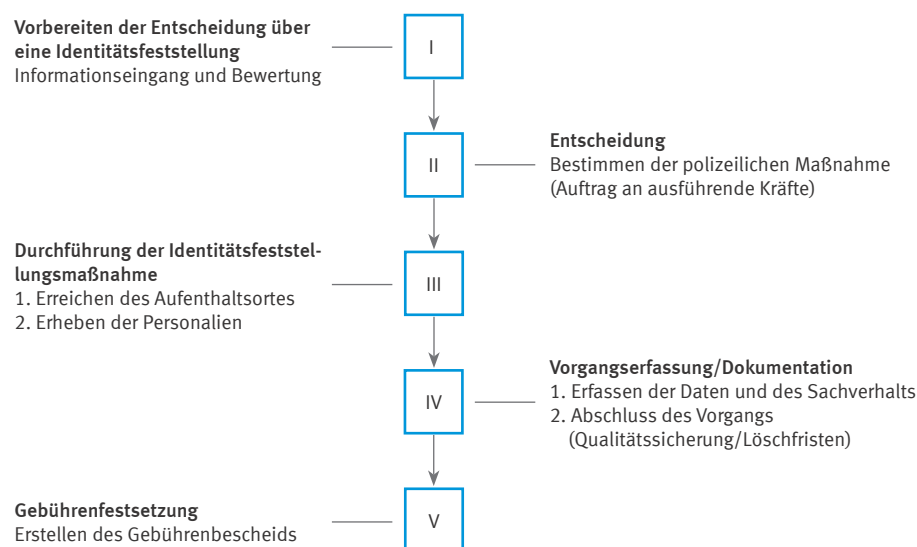 Vorbereiten der Entscheidung über
eine Identitätsfeststellung
Informationseingang und Bewertung
I
Entscheidung
Bestimmen der polizeilichen Maßnahme
(Auftrag an ausführende Kräfte)
II
Durchführung der Identitätsfeststel-
lungsmaßnahme
1. Erreichen des Aufenthaltsortes
2. Erheben der Personalien
III
Vorgangserfassung/Dokumentation
1. Erfassen der Daten und des Sachverhalts
2. Abschluss des Vorgangs
(Qualitätssicherung/Löschfristen)
IV
Gebührenfestsetzung
Erstellen des Gebührenbescheids
V